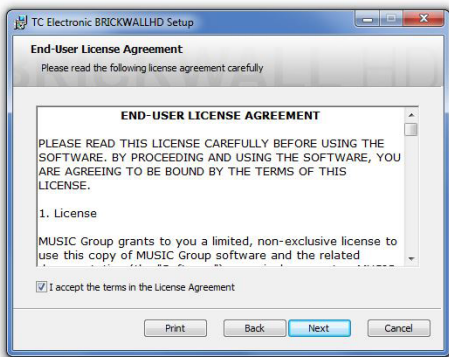 TC Electronic BRICKWALLHD Setup
End-User License Agreement
Please read the following license agreement carefully
BRICKWALL HD
END-USER LICENSE AGREEMENT
PLEASE READ THIS LICENSE CAREFULLY BEFORE USING THE
SOFTWARE. BY PROCEEDING AND USING THE SOFTWARE, YOU
ARE AGREEING TO BE BOUND BY THE TERMS OF THIS
LICENSE.
1. License
MUSIC Group grants to you a limited, non-exclusive license to
use this copy of MUSIC Group software and the related
I accept the terms in the License Agreement
Print
Back
Next
Cancel